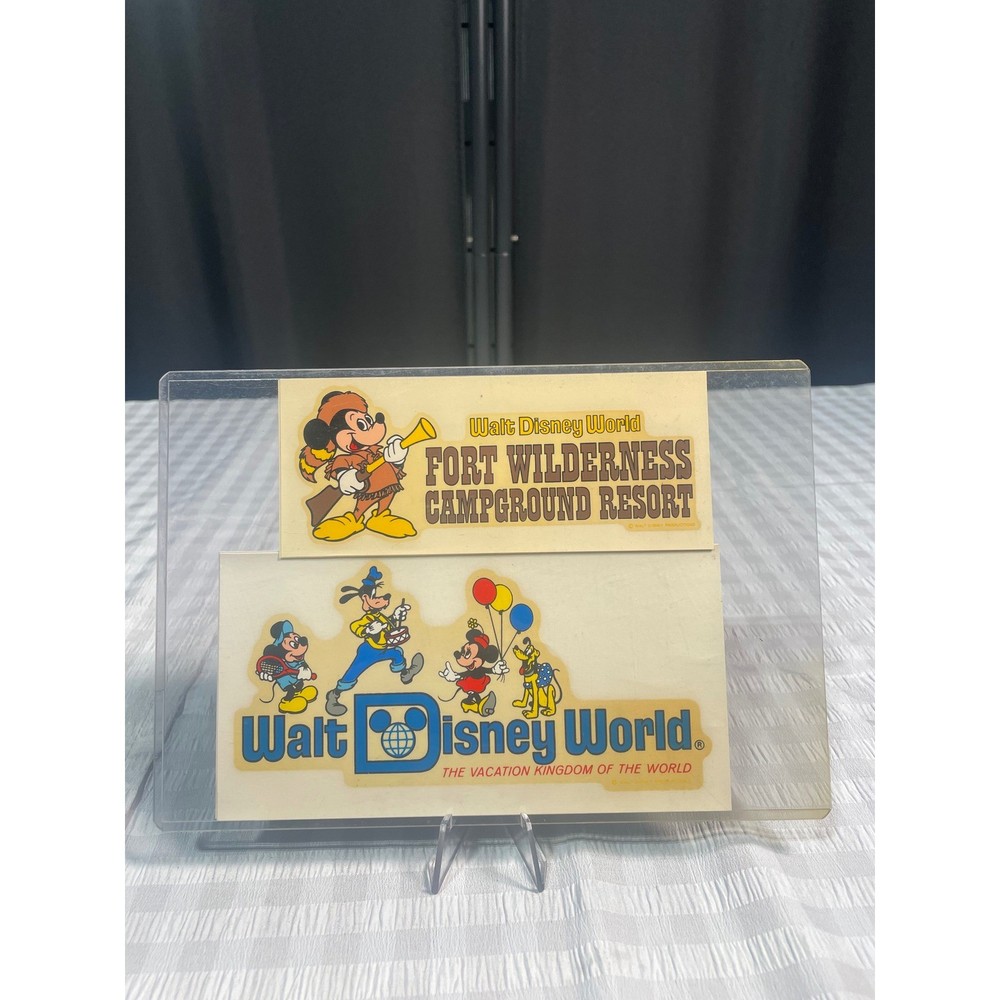 Walt Disney World
FORT WILDERNESS
CAMPGROUND RESORT
Walt Disney World®
THE VACATION KINGDOM OF THE WORLD